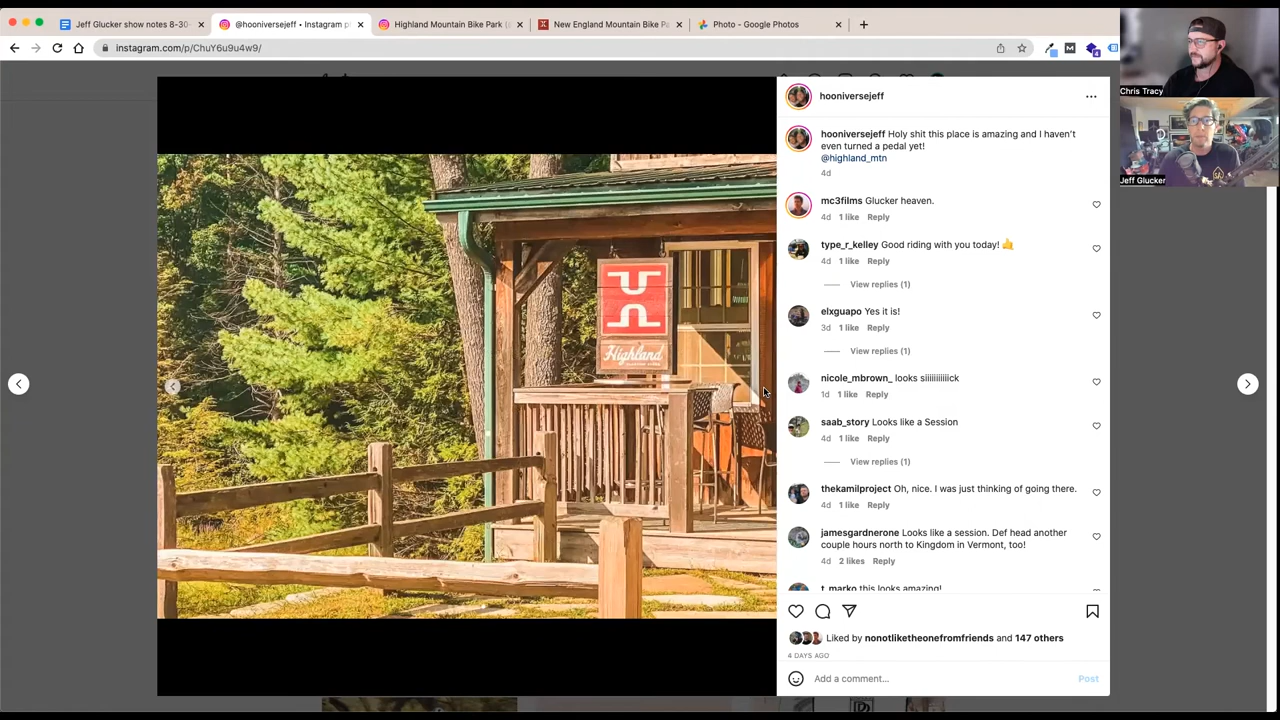 Jeff Glucker show notes 8-30
@hooniversejeff • Instagram p
Highland Mountain Bike Park (
New England Mountain Bike Pa
Photo - Google Photos
instagram.com/p/ChuY6u9u4w9/
Chris Tracy
Jeff Glucker
Highland
hooniversejeff
hooniversejeff Holy shit this place is amazing and I haven't
even turned a pedal yet!
@highland_mtn
4d
mc3films Glucker heaven.
4d 1 like Reply
type_r_kelley Good riding with you today! 🤙
4d 1 like Reply
View replies (1)
elxguapo Yes it is!
3d 1 like Reply
View replies (1)
nicole_mbrown_ looks siiiiiiiiiiick
1d 1 like Reply
saab_story Looks like a Session
4d 1 like Reply
View replies (1)
thekamilproject Oh, nice. I was just thinking of going there.
4d 1 like Reply
jamesgardnerone Looks like a session. Def head another
couple hours north to Kingdom in Vermont, too!
4d 2 likes Reply
t_marko this looks amazing!
Liked by nonotliketheonefromfriends and 147 others
4 DAYS AGO
Add a comment...
Post